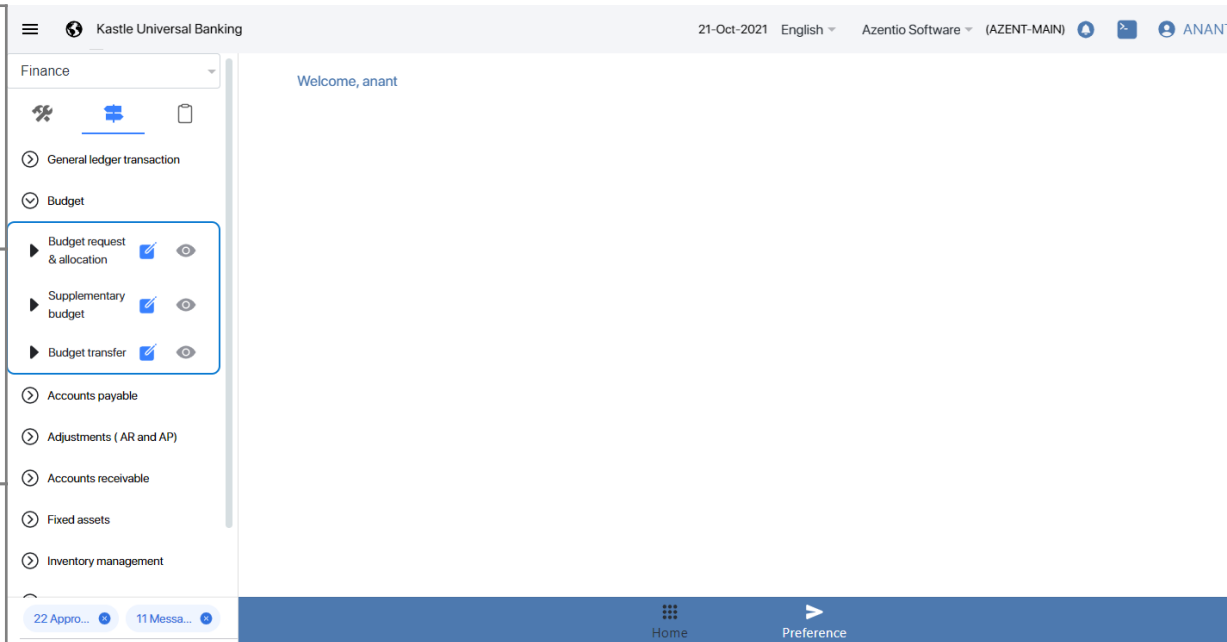 Kastle Universal Banking
21-Oct-2021 English Azentio Software (AZENT-MAIN) ANANT
Finance
Welcome, anant
General ledger transaction
Budget
Budget request
& allocation
Supplementary
budget
Budget transfer
Accounts payable
Adjustments ( AR and AP)
Accounts receivable
Fixed assets
Inventory management
22 Appro... 11 Messa...
Home Preference